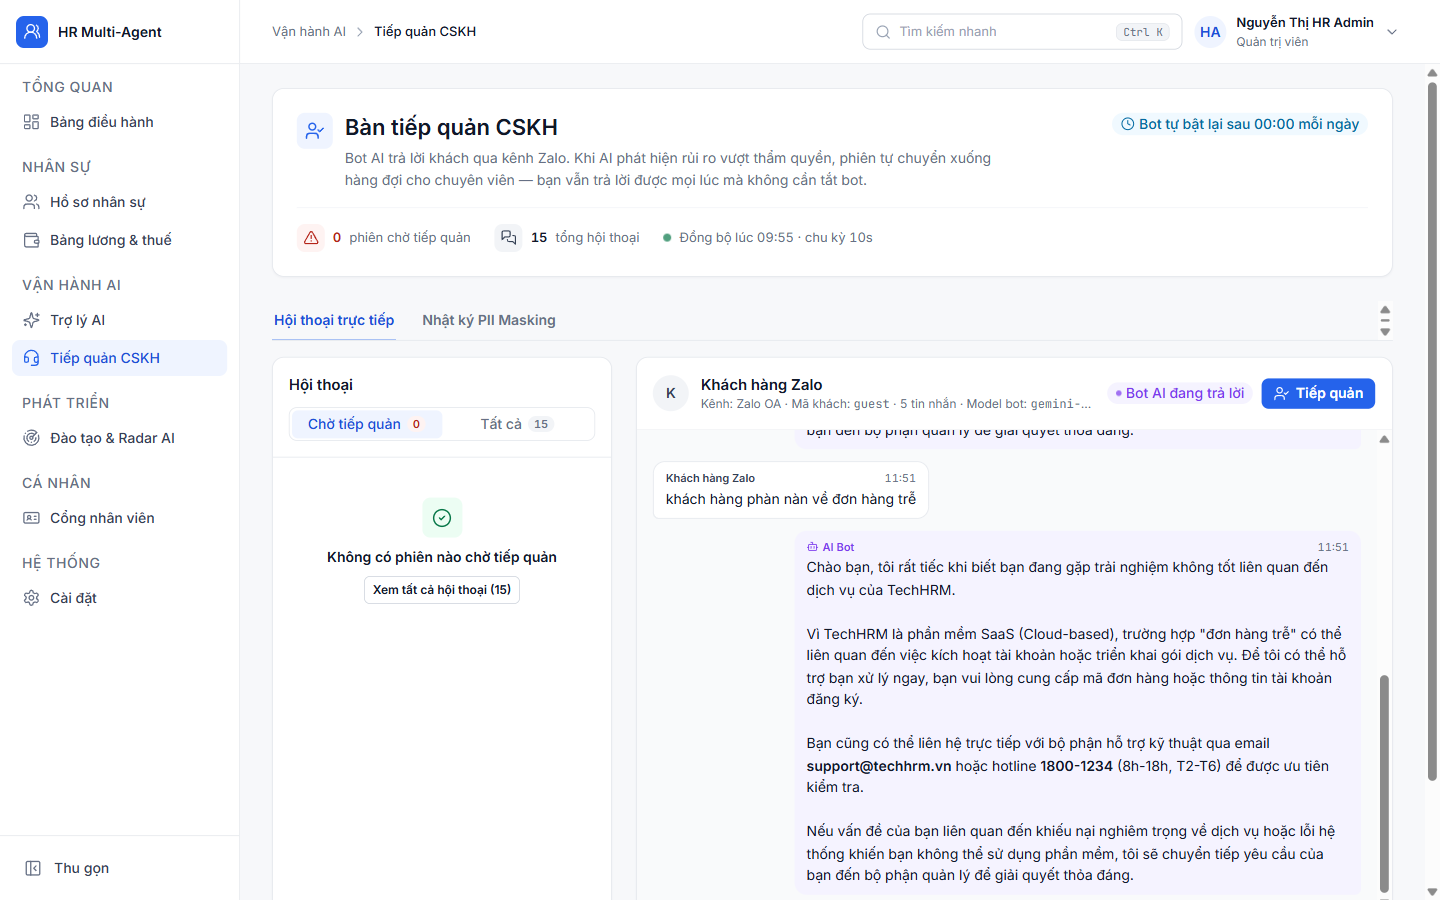 HR Multi-Agent
Vận hành AI > Tiếp quản CSKH
Tìm kiếm nhanh
Ctrl K
HA
Nguyễn Thị HR Admin
Quản trị viên
TỔNG QUAN
Bảng điều hành
NHÂN SỰ
Hồ sơ nhân sự
Bảng lương & thuế
VẬN HÀNH AI
Trợ lý AI
Tiếp quản CSKH
PHÁT TRIỂN
Đào tạo & Radar AI
CÁ NHÂN
Cổng nhân viên
HỆ THỐNG
Cài đặt
Thu gọn
Bàn tiếp quản CSKH
Bot tự bật lại sau 00:00 mỗi ngày
Bot AI trả lời khách qua kênh Zalo. Khi AI phát hiện rủi ro vượt thẩm quyền, phiên tự chuyển xuống
hàng đợi cho chuyên viên — bạn vẫn trả lời được mọi lúc mà không cần tắt bot.
0 phiên chờ tiếp quản
15 tổng hội thoại
Đồng bộ lúc 09:55 · chu kỳ 10s
Hội thoại trực tiếp
Nhật ký PII Masking
Hội thoại
Chờ tiếp quản 0
Tất cả 15
Không có phiên nào chờ tiếp quản
Xem tất cả hội thoại (15)
K
Khách hàng Zalo
Kênh: Zalo OA · Mã khách: guest · 5 tin nhắn · Model bot: gemini-...
Bot AI đang trả lời
Tiếp quản
bạn đến bộ phận quản lý để giải quyết thỏa đáng.
Khách hàng Zalo 11:51
khách hàng phàn nàn về đơn hàng trễ
AI Bot 11:51
Chào bạn, tôi rất tiếc khi biết bạn đang gặp trải nghiệm không tốt liên quan đến
dịch vụ của TechHRM.
Vì TechHRM là phần mềm SaaS (Cloud-based), trường hợp "đơn hàng trễ" có thể
liên quan đến việc kích hoạt tài khoản hoặc triển khai gói dịch vụ. Để tôi có thể hỗ
trợ bạn xử lý ngay, bạn vui lòng cung cấp mã đơn hàng hoặc thông tin tài khoản
đăng ký.
Bạn cũng có thể liên hệ trực tiếp với bộ phận hỗ trợ kỹ thuật qua email
support@techhrm.vn hoặc hotline 1800-1234 (8h-18h, T2-T6) để được ưu tiên
kiểm tra.
Nếu vấn đề của bạn liên quan đến khiếu nại nghiêm trọng về dịch vụ hoặc lỗi hệ
thống khiến bạn không thể sử dụng phần mềm, tôi sẽ chuyển tiếp yêu cầu của
bạn đến bộ phận quản lý để giải quyết thỏa đáng.